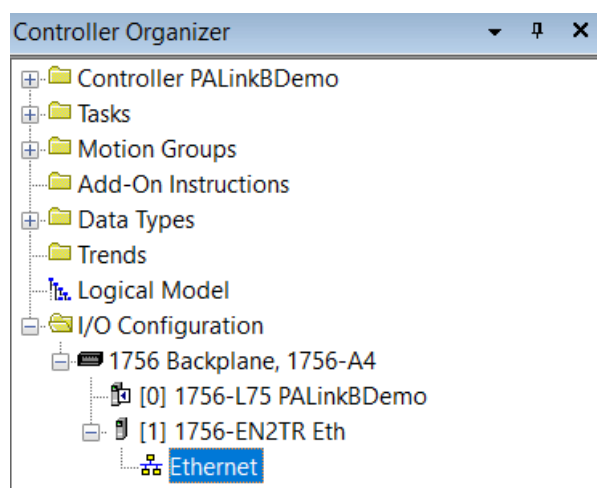 Controller Organizer
Controller PALinkBDemo
Tasks
Motion Groups
Add-On Instructions
Data Types
Trends
Logical Model
I/O Configuration
1756 Backplane, 1756-A4
[0] 1756-L75 PALinkBDemo
[1] 1756-EN2TR Eth
Ethernet